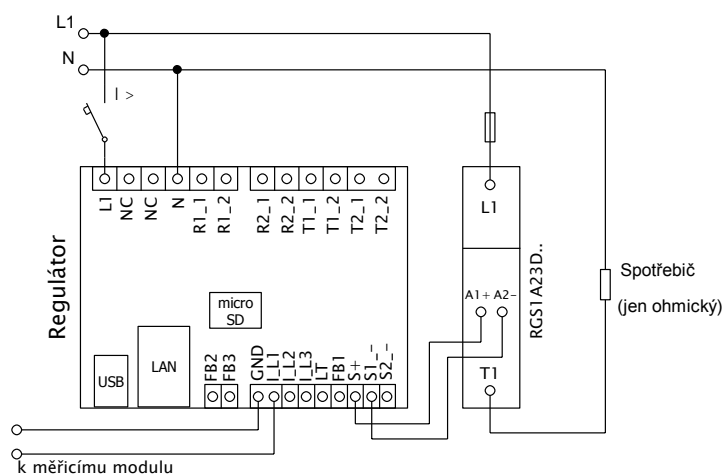 L1
N
I >
L1
NC
NC
N
R1_1
R1_2
R2_1
R2_2
T1_1
T1_2
T2_1
T2_2
Regulátor
micro
SD
USB
LAN
FB2
FB3
GND
I_L1
I_L2
I_L3
LT
FB1
S+
S1_-
S2_-
L1
A1+ A2-
T1
RGS1A23D..
Spotřebič
(jen ohmický)
k měřicímu modulu